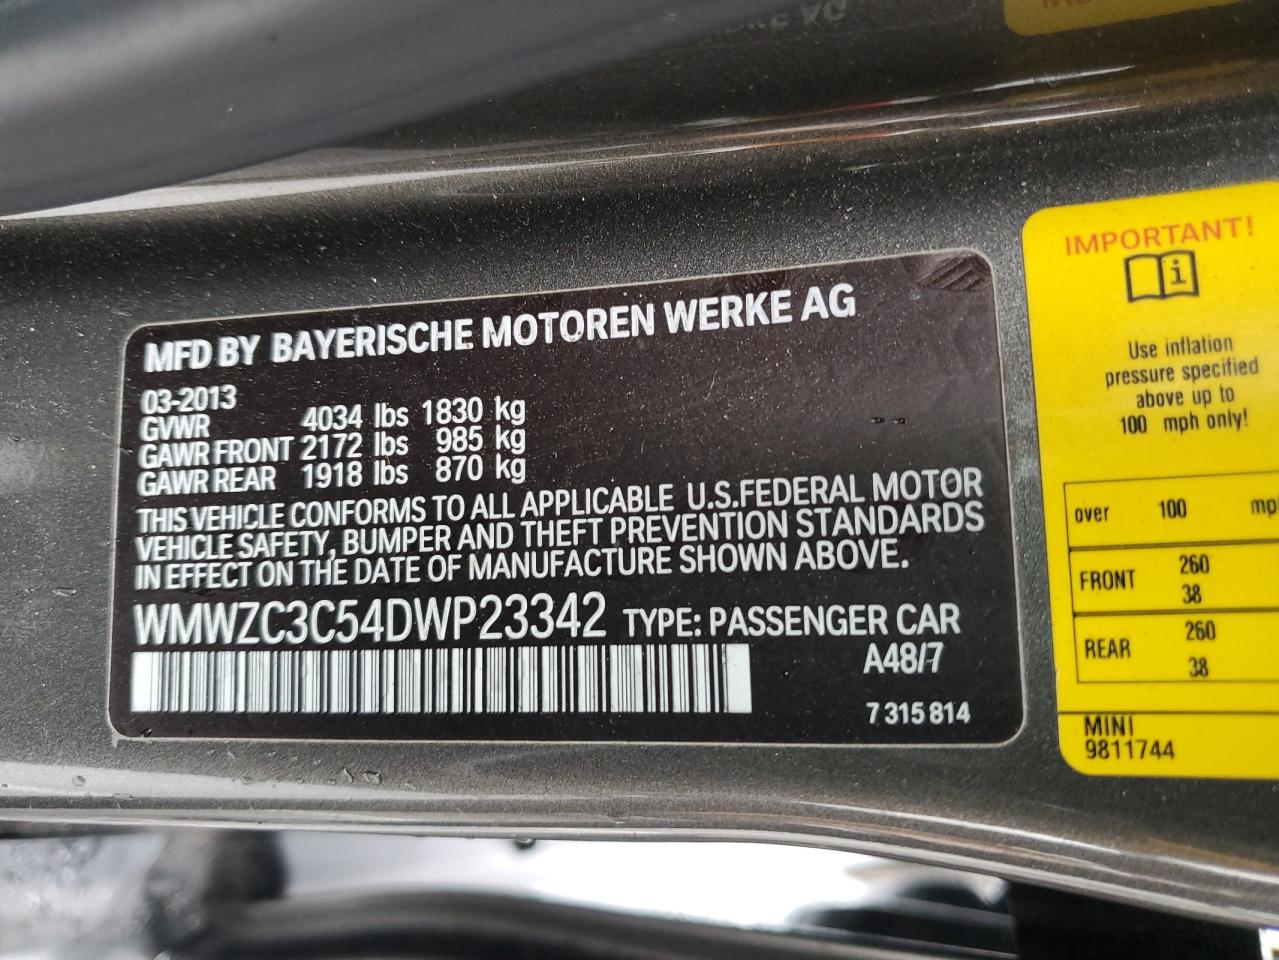 MFD BY BAYERISCHE MOTOREN WERKE AG
03-2013
GVWR 4034 lbs 1830 kg
GAWR FRONT 2172 lbs 985 kg
GAWR REAR 1918 lbs 870 kg
THIS VEHICLE CONFORMS TO ALL APPLICABLE U.S.FEDERAL MOTOR
VEHICLE SAFETY, BUMPER AND THEFT PREVENTION STANDARDS
IN EFFECT ON THE DATE OF MANUFACTURE SHOWN ABOVE.
WMWZC3C54DWP23342 TYPE: PASSENGER CAR
A48/7
7 315 814
IMPORTANT!
i
Use inflation
pressure specified
above up to
100 mph only!
over 100
FRONT 260
38
REAR 260
38
MINI
9811744